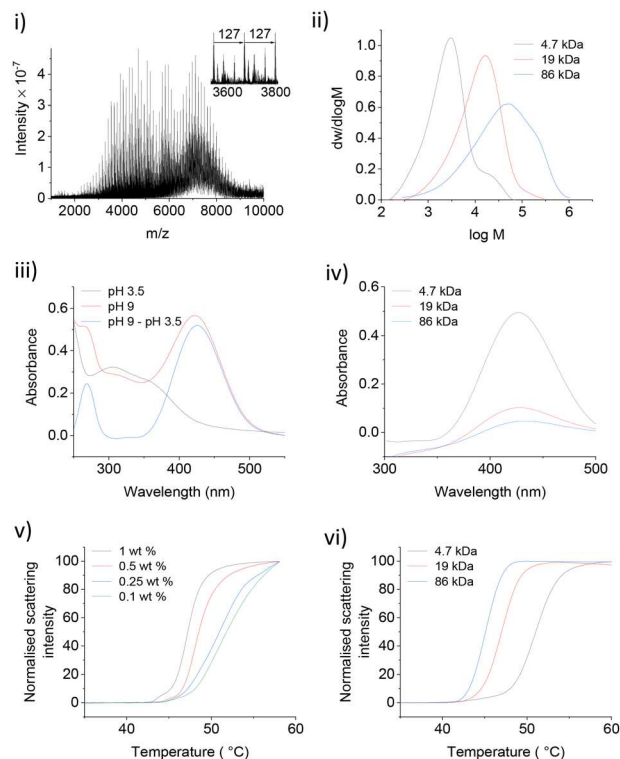 i)
Intensity × 10⁻⁷
5
4
3
2
1
0
2000 4000 6000 8000 10000
m/z
127 127
3600 3800
ii)
dw/dlogM
1.0
0.8
0.6
0.4
0.2
0.0
2 3 4 5 6
log M
4.7 kDa
19 kDa
86 kDa
iii)
Absorbance
0.6
0.4
0.2
0.0
300 400 500
Wavelength (nm)
pH 3.5
pH 9
pH 9 - pH 3.5
iv)
Absorbance
0.6
0.4
0.2
0.0
300 400 500
Wavelength (nm)
4.7 kDa
19 kDa
86 kDa
v)
Normalised scattering
intensity
100
80
60
40
20
0
40 50 60
Temperature ( °C)
1 wt %
0.5 wt %
0.25 wt %
0.1 wt %
vi)
Normalised scattering
intensity
100
80
60
40
20
0
40 50 60
Temperature ( °C)
4.7 kDa
19 kDa
86 kDa